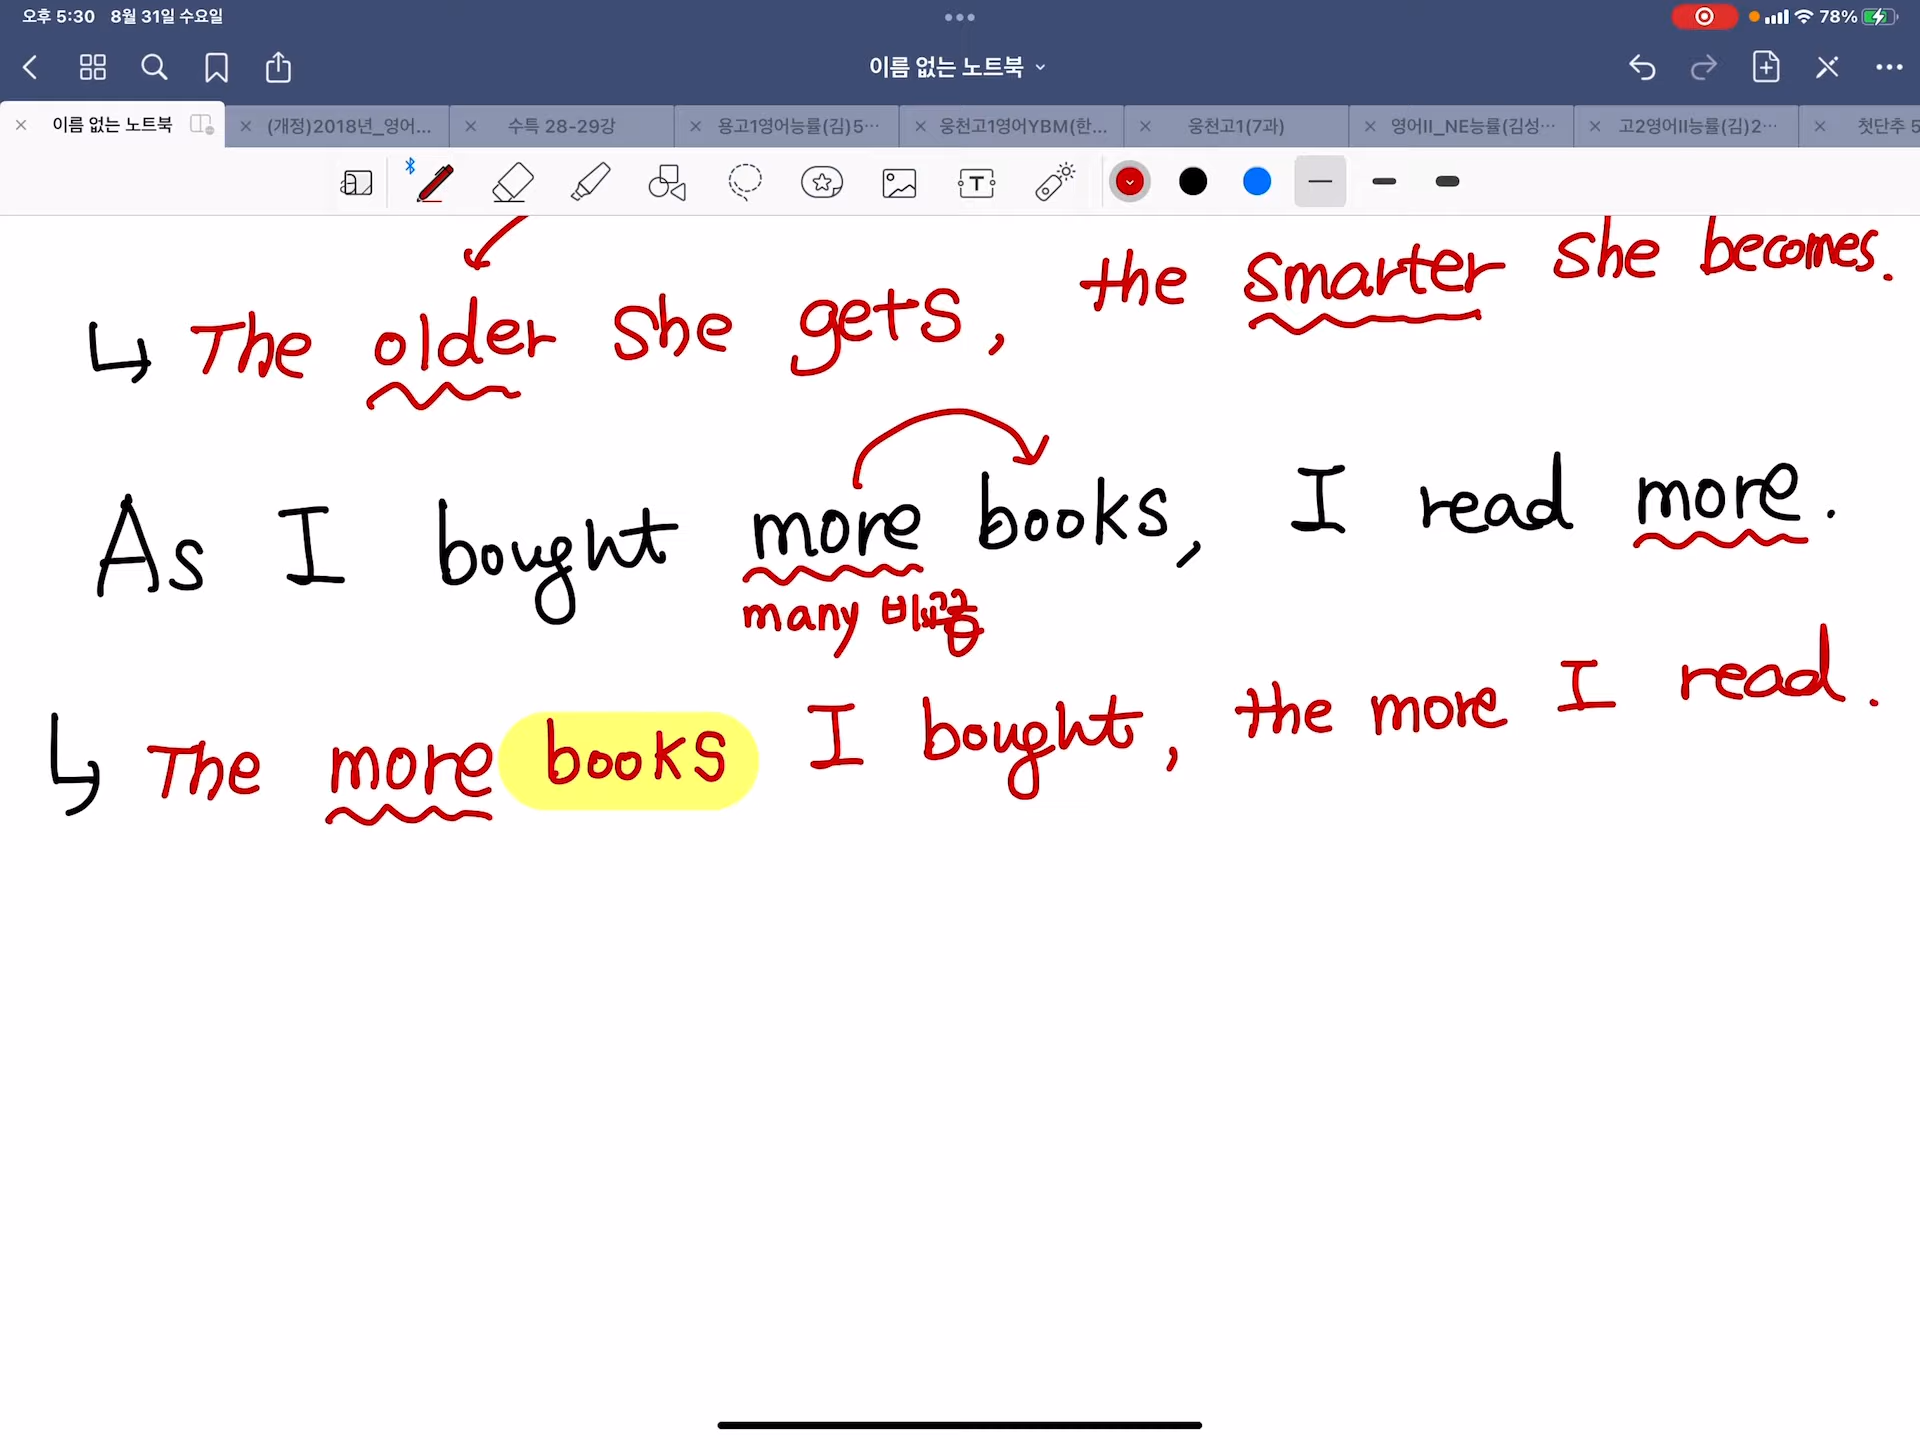 오후 5:30 8월 31일 수요일
78%
이름 없는 노트북
이름 없는 노트북 (개정)2018년_영어... 수특 28-29강 용고1영어능률(김)5… 웅천고1영어YBM(한... 웅천고1(7과) 영어II_NE능률(김성… 고2영어II능률(김)2… 첫단추 5
The older she gets, the smarter she becomes.
As I bought more books, I read more.
many 비교급
The more books I bought, the more I read.